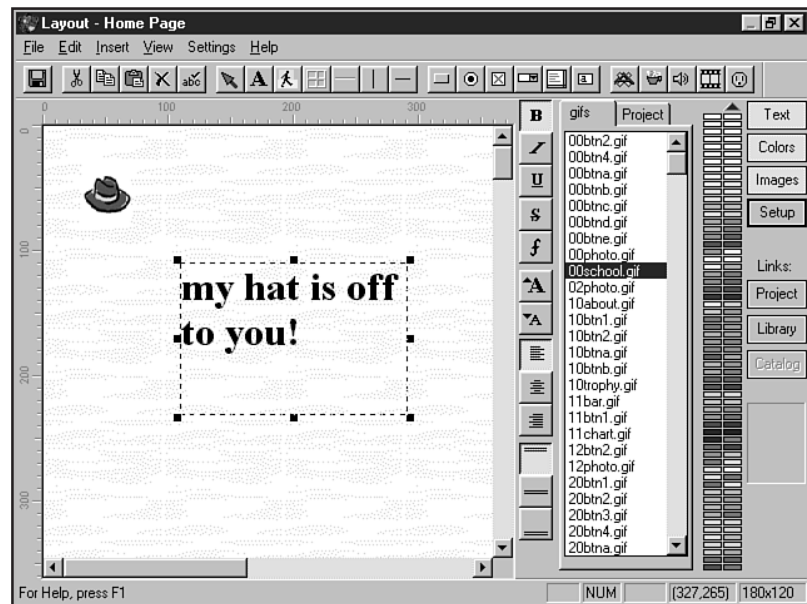 Layout - Home Page
File Edit Insert View Settings Help
abc A
0 100 200 300
0
100
200
300
my hat is off
to you!
B
I
U
S
f
A
A
gifs Project
00btn2.gif
00btn4.gif
00btna.gif
00btnb.gif
00btnc.gif
00btnd.gif
00btne.gif
00photo.gif
00school.gif
02photo.gif
10about.gif
10btn1.gif
10btn2.gif
10btna.gif
10btnb.gif
10trophy.gif
11bar.gif
11btn1.gif
11chart.gif
12btn2.gif
12photo.gif
20btn1.gif
20btn2.gif
20btn3.gif
20btn4.gif
20btna.gif
Text
Colors
Images
Setup
Links:
Project
Library
Catalog
For Help, press F1 NUM (327,265) 180x120